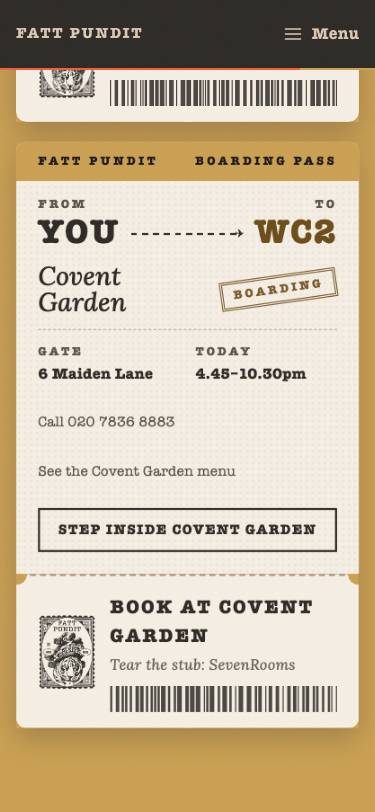 FATT PUNDIT
Menu
FATT PUNDIT
BOARDING PASS
FROM
TO
YOU
WC2
Covent
Garden
BOARDING
GATE
TODAY
6 Maiden Lane
4.45–10.30pm
Call 020 7836 8883
See the Covent Garden menu
STEP INSIDE COVENT GARDEN
FATT
PUNDIT
BOOK AT COVENT
GARDEN
Tear the stub: SevenRooms